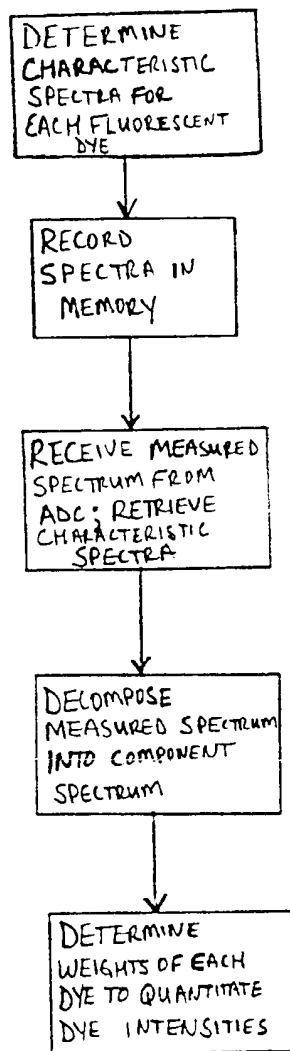 DETERMINE
CHARACTERISTIC
SPECTRA FOR
EACH FLUORESCENT
DYE
RECORD
SPECTRA IN
MEMORY
RECEIVE MEASURED
SPECTRUM FROM
ADC; RETRIEVE
CHARACTERISTIC
SPECTRA
DECOMPOSE
MEASURED SPECTRUM
INTO COMPONENT
SPECTRUM
DETERMINE
WEIGHTS OF EACH
DYE TO QUANTITATE
DYE INTENSITIES